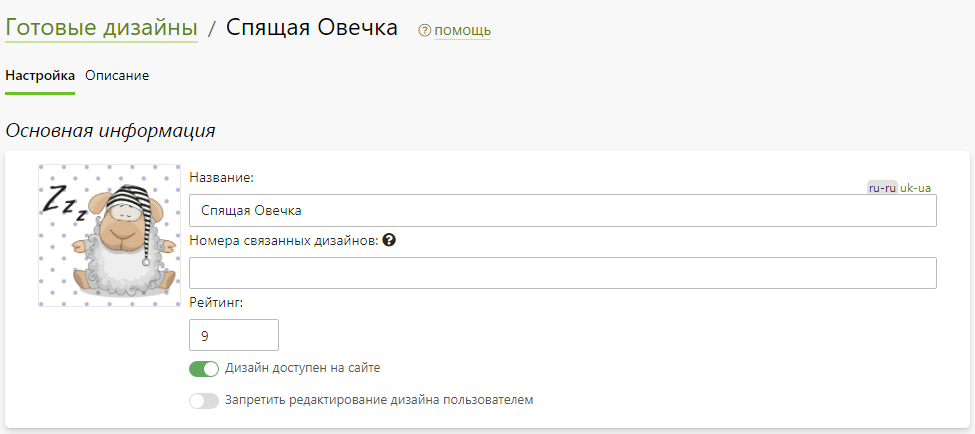 Готовые дизайны / Спящая Овечка ? помощь
Настройка Описание
Основная информация
Zzz
Название:
ru-ru uk-ua
Спящая Овечка
Номера связанных дизайнов: ?
Рейтинг:
9
Дизайн доступен на сайте
Запретить редактирование дизайна пользователем